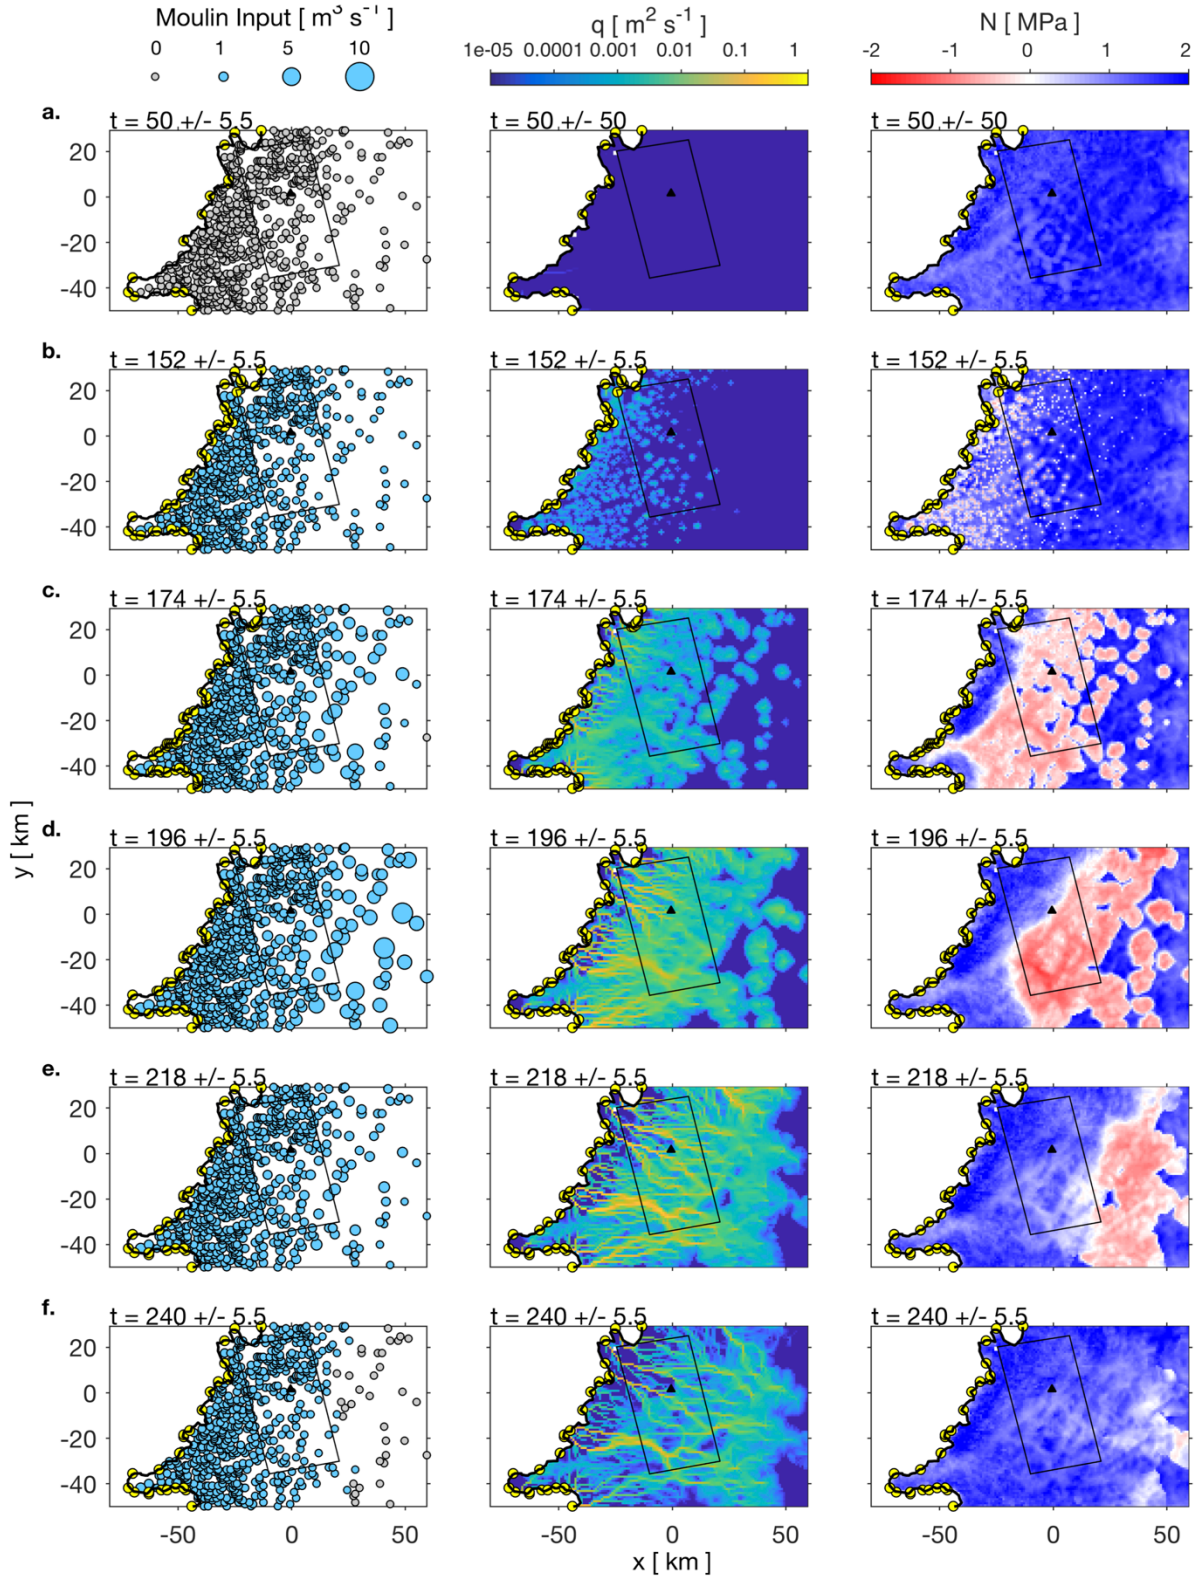 Moulin Input [ m³ s⁻¹ ]
0 1 5 10
q [ m² s⁻¹ ]
1e-05 0.0001 0.001 0.01 0.1 1
N [ MPa ]
-2 -1 0 1 2
a.
t = 50 +/- 5.5
t = 50 +/- 50
t = 50 +/- 50
20
0
-20
-40
b.
t = 152 +/- 5.5
t = 152 +/- 5.5
t = 152 +/- 5.5
20
0
-20
-40
c.
t = 174 +/- 5.5
t = 174 +/- 5.5
t = 174 +/- 5.5
20
0
-20
-40
d.
t = 196 +/- 5.5
t = 196 +/- 5.5
t = 196 +/- 5.5
20
0
-20
-40
y [ km ]
e.
t = 218 +/- 5.5
t = 218 +/- 5.5
t = 218 +/- 5.5
20
0
-20
-40
f.
t = 240 +/- 5.5
t = 240 +/- 5.5
t = 240 +/- 5.5
20
0
-20
-40
-50 0 50
-50 0 50
-50 0 50
x [ km ]